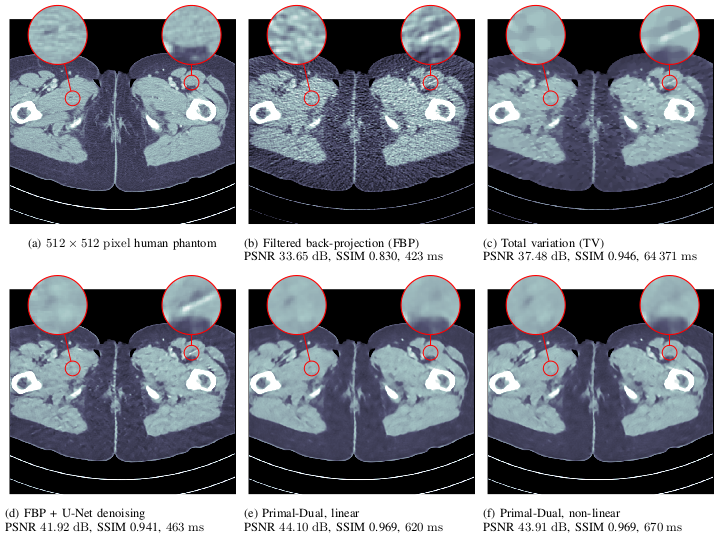 (a) 512 × 512 pixel human phantom
(b) Filtered back-projection (FBP)
PSNR 33.65 dB, SSIM 0.830, 423 ms
(c) Total variation (TV)
PSNR 37.48 dB, SSIM 0.946, 64 371 ms
(d) FBP + U-Net denoising
PSNR 41.92 dB, SSIM 0.941, 463 ms
(e) Primal-Dual, linear
PSNR 44.10 dB, SSIM 0.969, 620 ms
(f) Primal-Dual, non-linear
PSNR 43.91 dB, SSIM 0.969, 670 ms